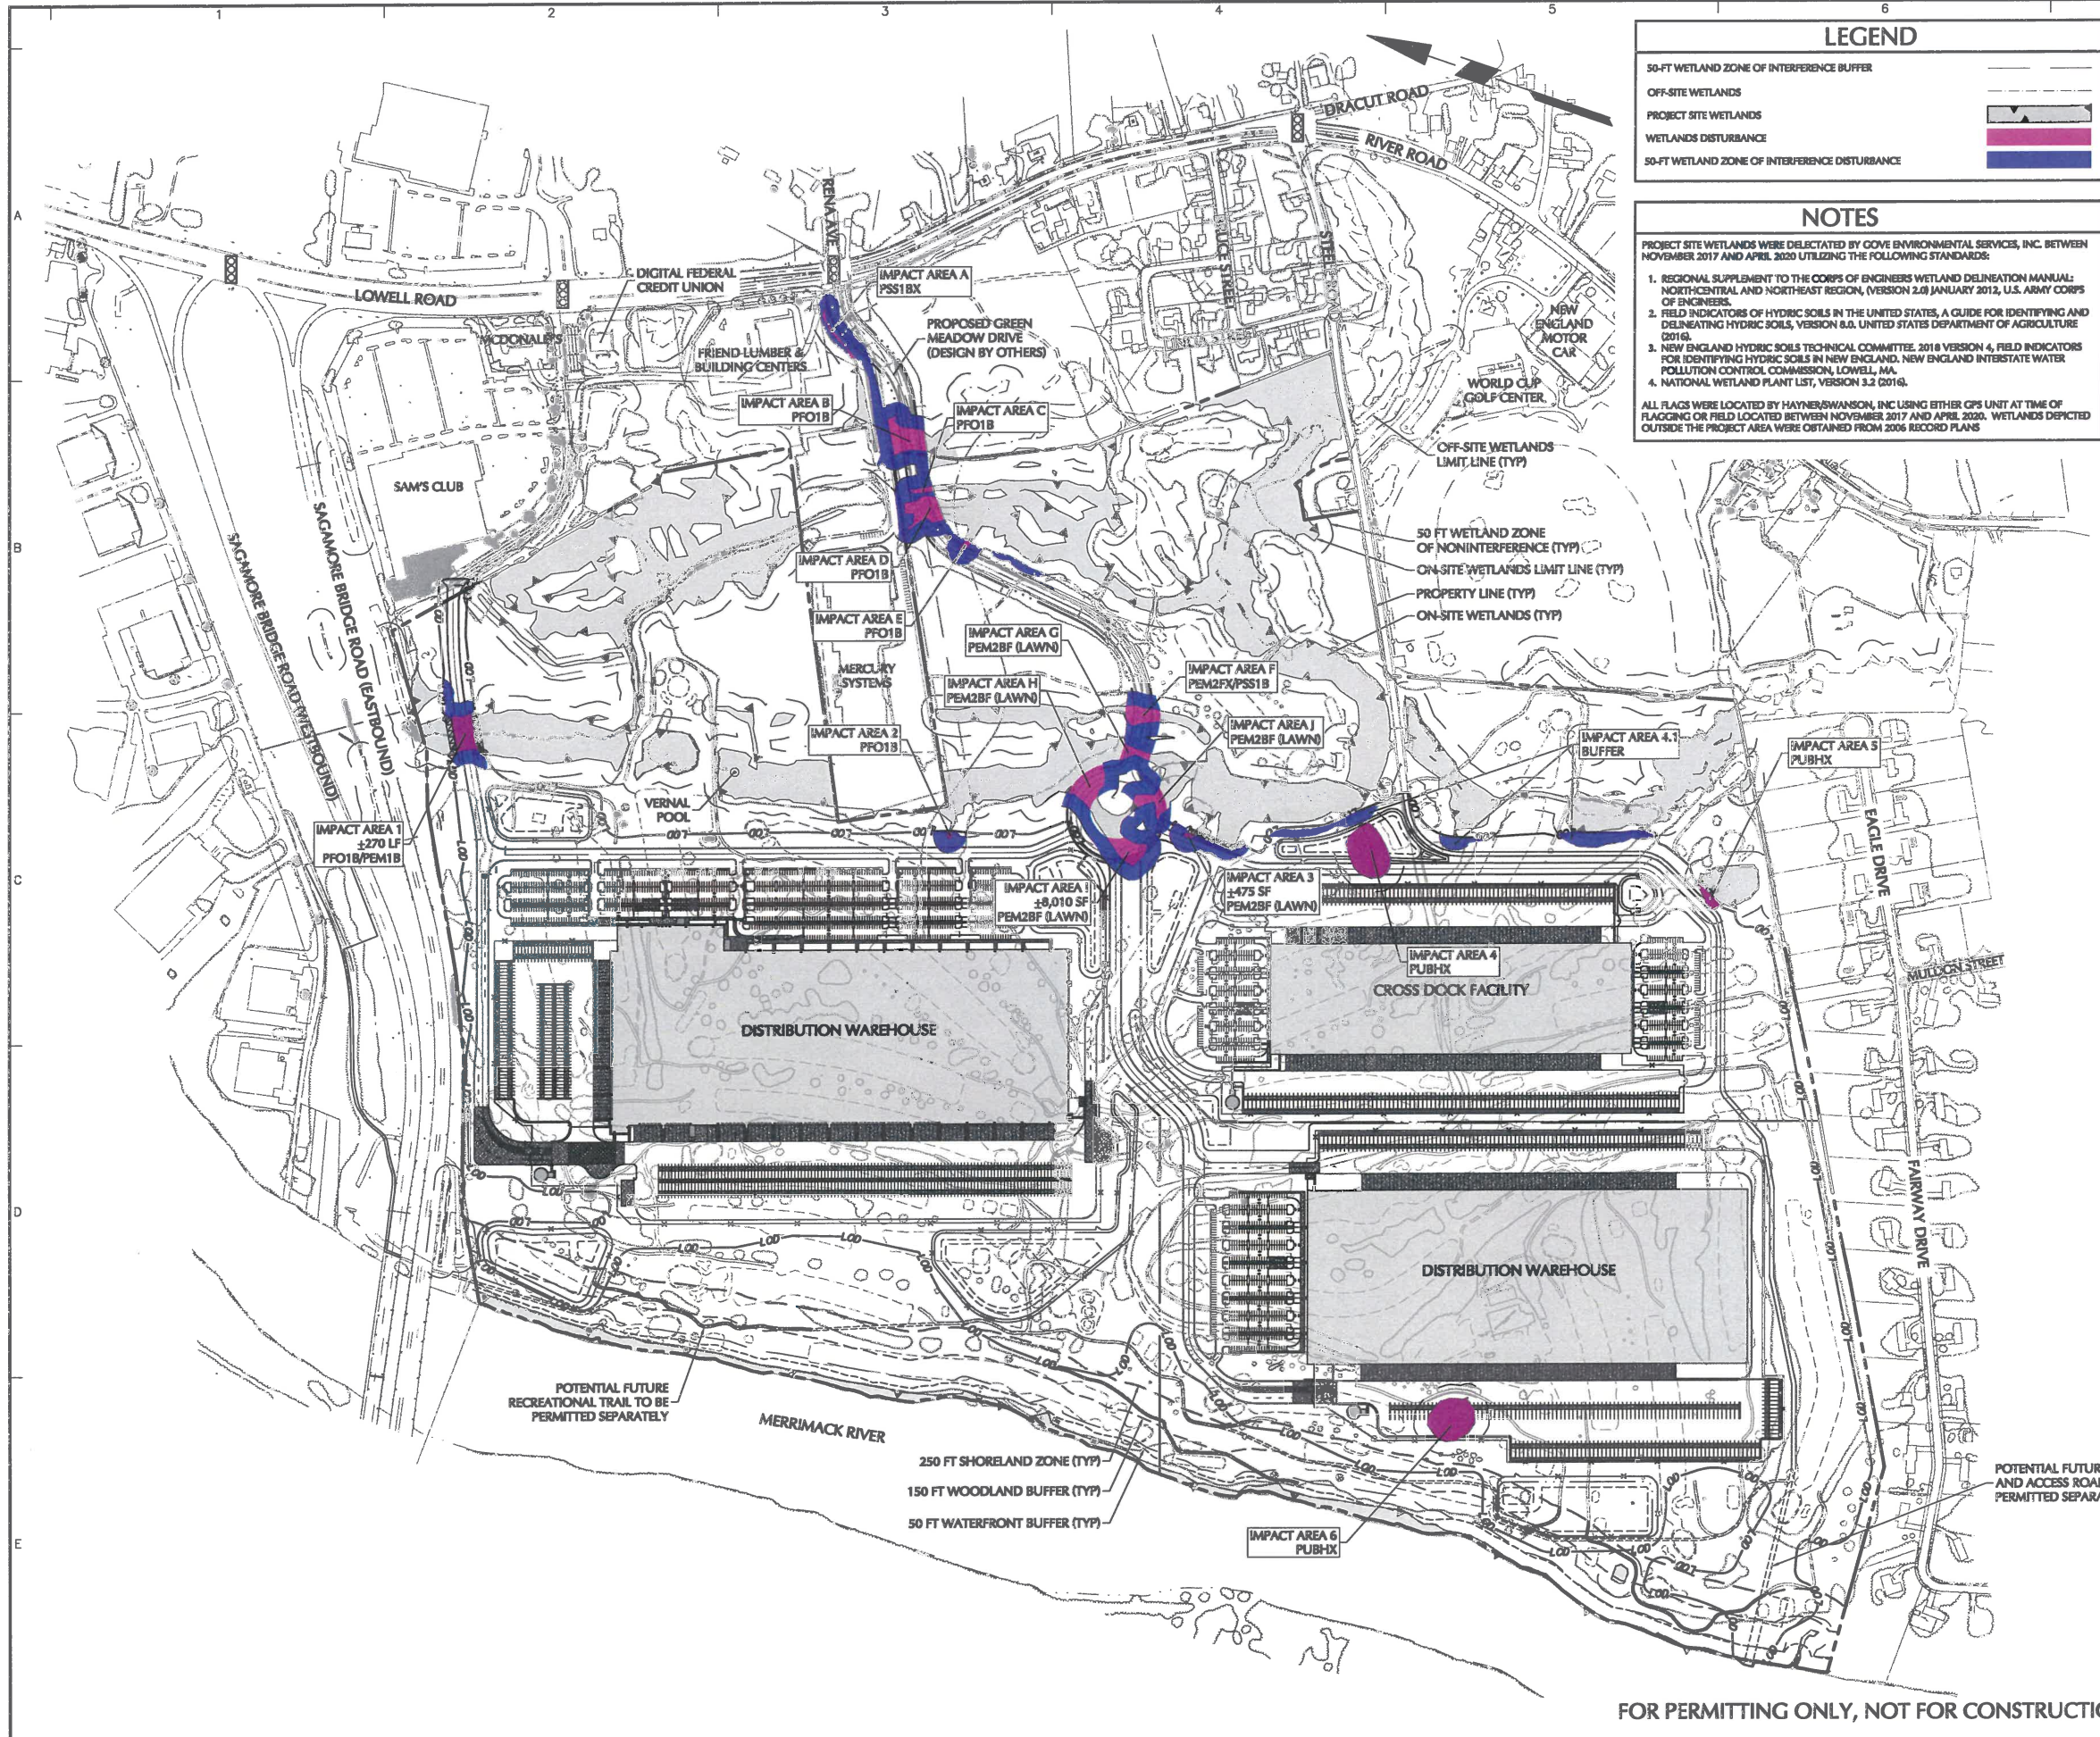 1 2 3 4 5 6
A
B
C
D
E
LEGEND
50-FT WETLAND ZONE OF INTERFERENCE BUFFER
OFF-SITE WETLANDS
PROJECT SITE WETLANDS
WETLANDS DISTURBANCE
50-FT WETLAND ZONE OF INTERFERENCE DISTURBANCE
NOTES
PROJECT SITE WETLANDS WERE DELECTATED BY GOVE ENVIRONMENTAL SERVICES, INC. BETWEEN
NOVEMBER 2017 AND APRIL 2020 UTILIZING THE FOLLOWING STANDARDS:
1. REGIONAL SUPPLEMENT TO THE CORPS OF ENGINEERS WETLAND DELINEATION MANUAL:
NORTHCENTRAL AND NORTHEAST REGION, (VERSION 2.0) JANUARY 2012, U.S. ARMY CORPS
OF ENGINEERS.
2. FIELD INDICATORS OF HYDRIC SOILS IN THE UNITED STATES, A GUIDE FOR IDENTIFYING AND
DELINEATING HYDRIC SOILS, VERSION 8.0. UNITED STATES DEPARTMENT OF AGRICULTURE
(2016).
3. NEW ENGLAND HYDRIC SOILS TECHNICAL COMMITTEE. 2018 VERSION 4, FIELD INDICATORS
FOR IDENTIFYING HYDRIC SOILS IN NEW ENGLAND. NEW ENGLAND INTERSTATE WATER
POLLUTION CONTROL COMMISSION, LOWELL, MA.
4. NATIONAL WETLAND PLANT LIST, VERSION 3.2 (2016).
ALL FLAGS WERE LOCATED BY HAYNER/SWANSON, INC USING EITHER GPS UNIT AT TIME OF
FLAGGING OR FIELD LOCATED BETWEEN NOVEMBER 2017 AND APRIL 2020. WETLANDS DEPICTED
OUTSIDE THE PROJECT AREA WERE OBTAINED FROM 2006 RECORD PLANS
DRACUT ROAD
RIVER ROAD
RENA AVE
BRUCE STREET
LOWELL ROAD
DIGITAL FEDERAL
CREDIT UNION
MCDONALD'S
FRIEND LUMBER &
BUILDING CENTERS
IMPACT AREA A
PSS1BX
PROPOSED GREEN
MEADOW DRIVE
(DESIGN BY OTHERS)
NEW
ENGLAND
MOTOR
CAR
WORLD CUP
GOLF CENTER
IMPACT AREA B
PFO1B
IMPACT AREA C
PFO1B
OFF-SITE WETLANDS
LIMIT LINE (TYP)
SAM'S CLUB
SAGAMORE BRIDGE ROAD (WESTBOUND)
SAGAMORE BRIDGE ROAD (EASTBOUND)
50 FT WETLAND ZONE
OF NONINTERFERENCE (TYP)
ON-SITE WETLANDS LIMIT LINE (TYP)
PROPERTY LINE (TYP)
ON-SITE WETLANDS (TYP)
IMPACT AREA D
PFO1B
IMPACT AREA E
PFO1B
IMPACT AREA G
PEM2BF (LAWN)
MERCURY
SYSTEMS
IMPACT AREA H
PEM2BF (LAWN)
IMPACT AREA F
PEM2FX/PSS1B
IMPACT AREA 2
PFO1B
IMPACT AREA J
PEM2BF (LAWN)
IMPACT AREA 4.1
BUFFER
IMPACT AREA 5
PUBHX
VERNAL
POOL
IMPACT AREA 1
±270 LF
PFO1B/PEM1B
IMPACT AREA I
±8,010 SF
PEM2BF (LAWN)
IMPACT AREA 3
±475 SF
PEM2BF (LAWN)
IMPACT AREA 4
PUBHX
EAGLE DRIVE
MULDOON STREET
FAIRWAY DRIVE
DISTRIBUTION WAREHOUSE
CROSS DOCK FACILITY
DISTRIBUTION WAREHOUSE
LOD
POTENTIAL FUTURE
RECREATIONAL TRAIL TO BE
PERMITTED SEPARATELY
MERRIMACK RIVER
250 FT SHORELAND ZONE (TYP)
150 FT WOODLAND BUFFER (TYP)
50 FT WATERFRONT BUFFER (TYP)
IMPACT AREA 6
PUBHX
POTENTIAL FUTUR
AND ACCESS ROA
PERMITTED SEPARA
FOR PERMITTING ONLY, NOT FOR CONSTRUCTI